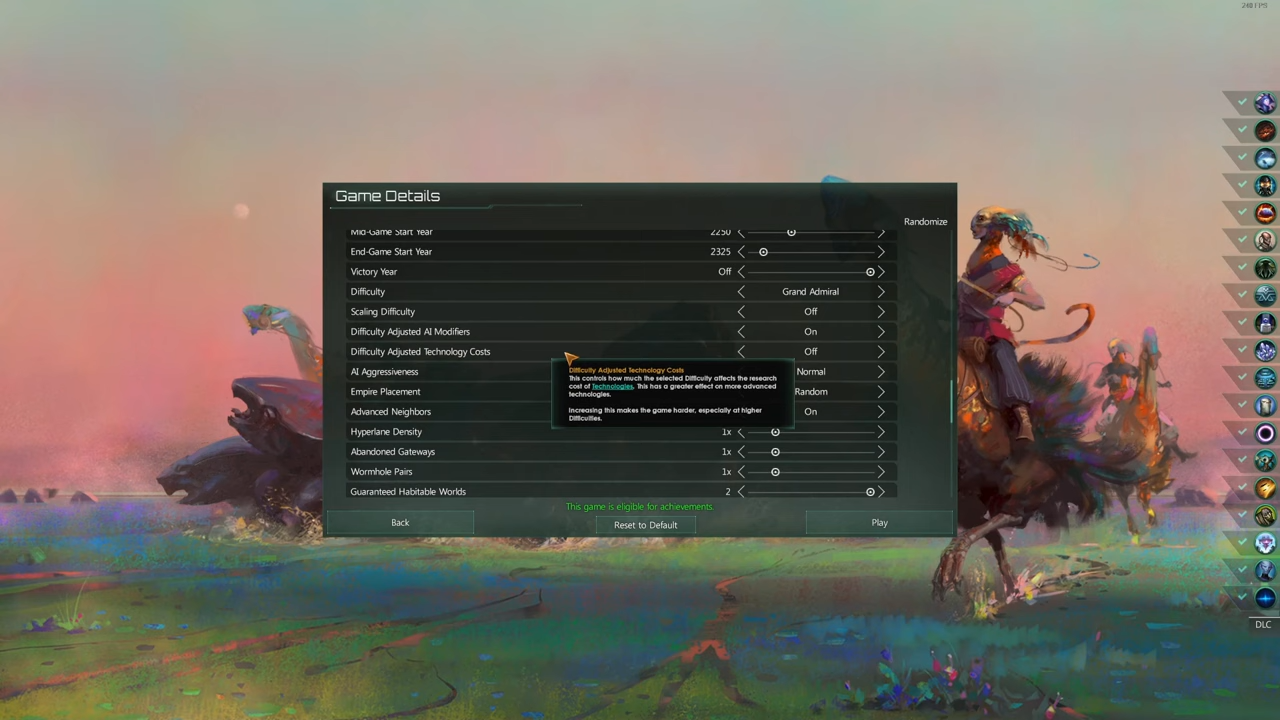 240 FPS
Game Details
Randomize
Mid-Game Start Year 2250
End-Game Start Year 2325
Victory Year Off
Difficulty Grand Admiral
Scaling Difficulty Off
Difficulty Adjusted AI Modifiers On
Difficulty Adjusted Technology Costs Off
AI Aggressiveness Normal
Empire Placement Random
Advanced Neighbors On
Difficulty Adjusted Technology Costs
This controls how much the selected Difficulty affects the research
cost of Technologies. This has a greater effect on more advanced
technologies.
Increasing this makes the game harder, especially at higher
Difficulties.
Hyperlane Density 1x
Abandoned Gateways 1x
Wormhole Pairs 1x
Guaranteed Habitable Worlds 2
This game is eligible for achievements.
Back
Reset to Default
Play
DLC